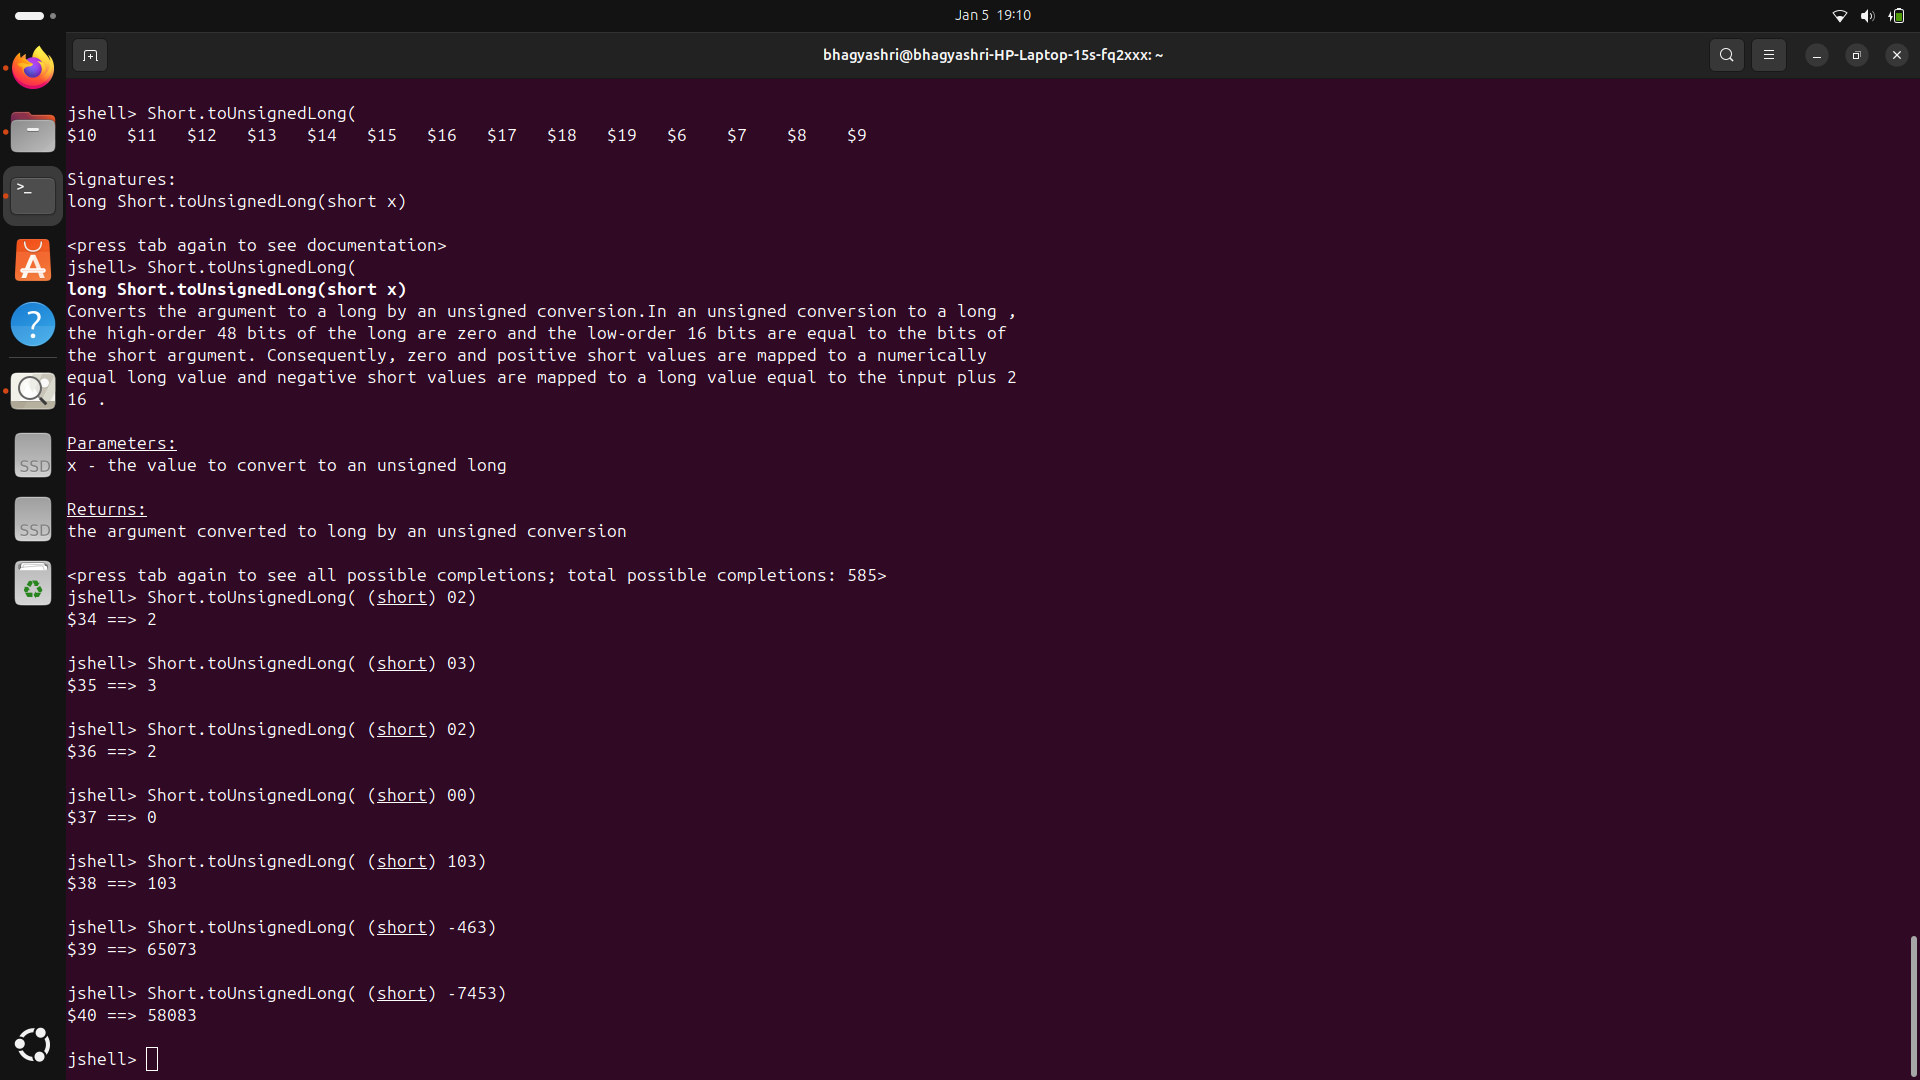 Jan 5 19:10
bhagyashri@bhagyashri-HP-Laptop-15s-fq2xxx: ~
jshell> Short.toUnsignedLong(
$10 $11 $12 $13 $14 $15 $16 $17 $18 $19 $6 $7 $8 $9
Signatures:
long Short.toUnsignedLong(short x)
<press tab again to see documentation>
jshell> Short.toUnsignedLong(
long Short.toUnsignedLong(short x)
Converts the argument to a long by an unsigned conversion.In an unsigned conversion to a long ,
the high-order 48 bits of the long are zero and the low-order 16 bits are equal to the bits of
the short argument. Consequently, zero and positive short values are mapped to a numerically
equal long value and negative short values are mapped to a long value equal to the input plus 2
16 .
Parameters:
x - the value to convert to an unsigned long
Returns:
the argument converted to long by an unsigned conversion
<press tab again to see all possible completions; total possible completions: 585>
jshell> Short.toUnsignedLong( (short) 02)
$34 ==> 2
jshell> Short.toUnsignedLong( (short) 03)
$35 ==> 3
jshell> Short.toUnsignedLong( (short) 02)
$36 ==> 2
jshell> Short.toUnsignedLong( (short) 00)
$37 ==> 0
jshell> Short.toUnsignedLong( (short) 103)
$38 ==> 103
jshell> Short.toUnsignedLong( (short) -463)
$39 ==> 65073
jshell> Short.toUnsignedLong( (short) -7453)
$40 ==> 58083
jshell>
>_
?
SSD
SSD